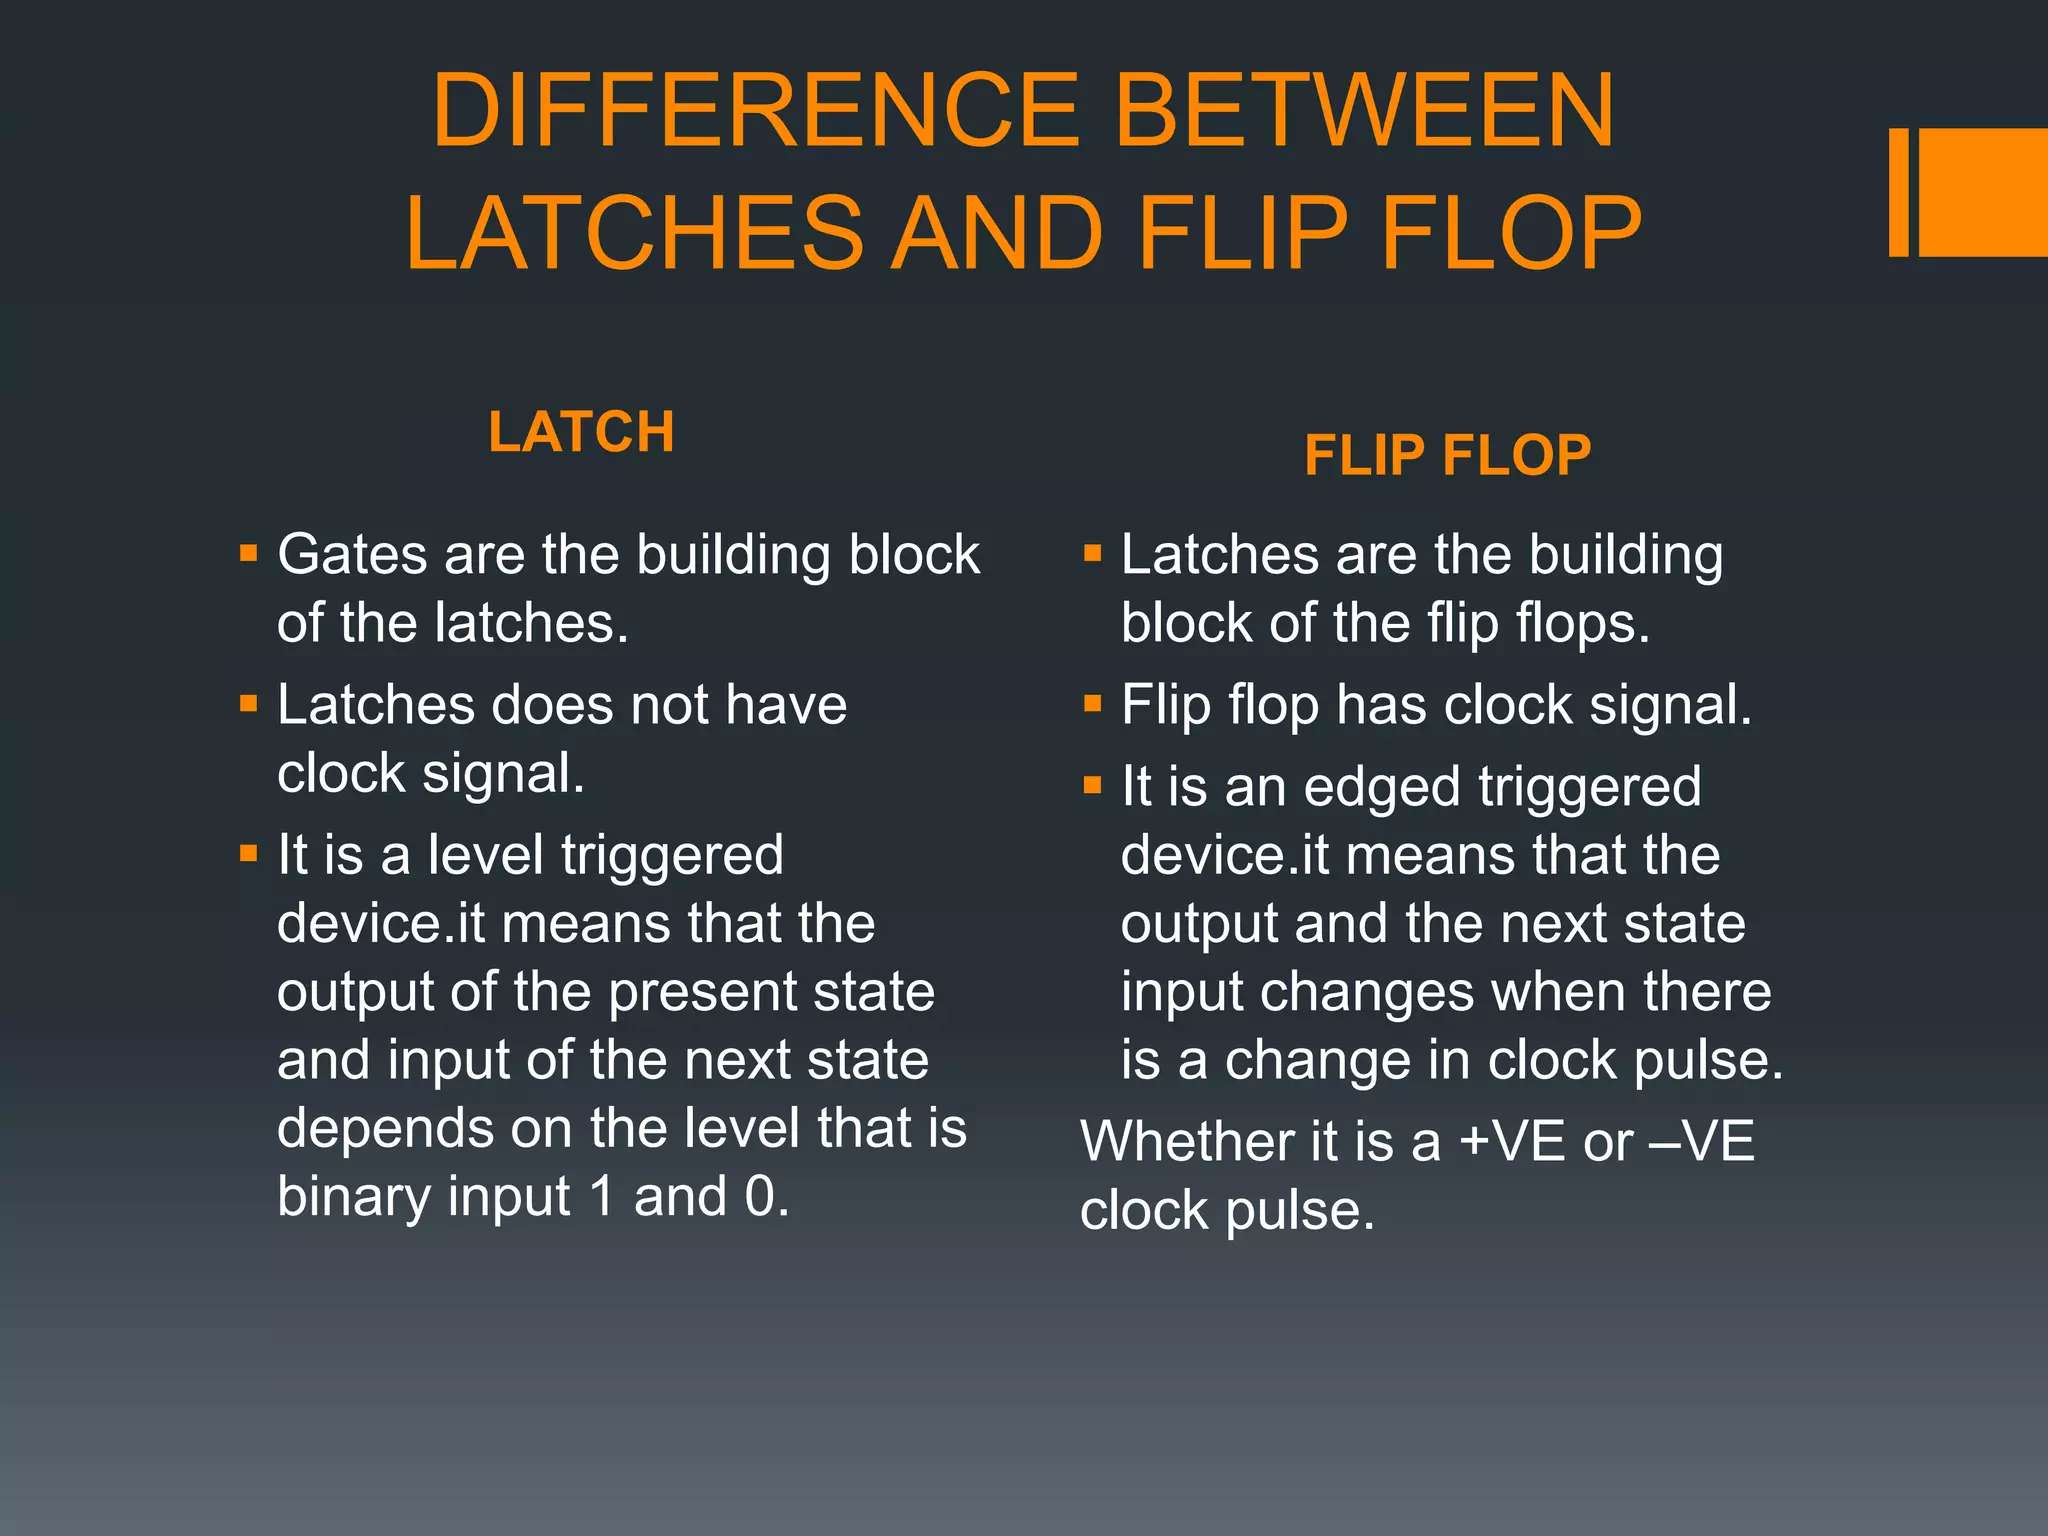 DIFFERENCE BETWEEN
LATCHES AND FLIP FLOP
LATCH
Gates are the building block
of the latches.
Latches does not have
clock signal.
It is a level triggered
device.it means that the
output of the present state
and input of the next state
depends on the level that is
binary input 1 and 0.
FLIP FLOP
Latches are the building
block of the flip flops.
Flip flop has clock signal.
It is an edged triggered
device.it means that the
output and the next state
input changes when there
is a change in clock pulse.
Whether it is a +VE or –VE
clock pulse.